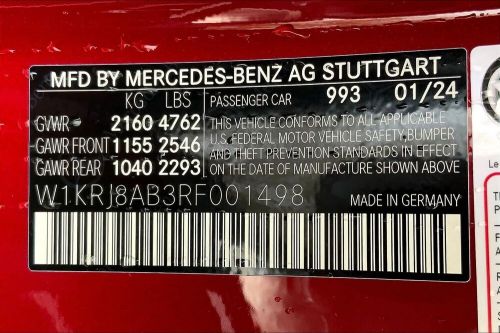 MFD BY MERCEDES-BENZ AG STUTTGART
KG LBS PASSENGER CAR 993 01/24
GVWR 2160 4762
GAWR FRONT 1155 2546
GAWR REAR 1040 2293
THIS VEHICLE CONFORMS TO ALL APPLICABLE
U.S. FEDERAL MOTOR VEHICLE SAFETY, BUMPER
AND THEFT PREVENTION STANDARDS IN EFFECT
ON THE DATE OF MANUFACTURE SHOWN ABOVE.
W1KRJ8AB3RF001498 MADE IN GERMANY